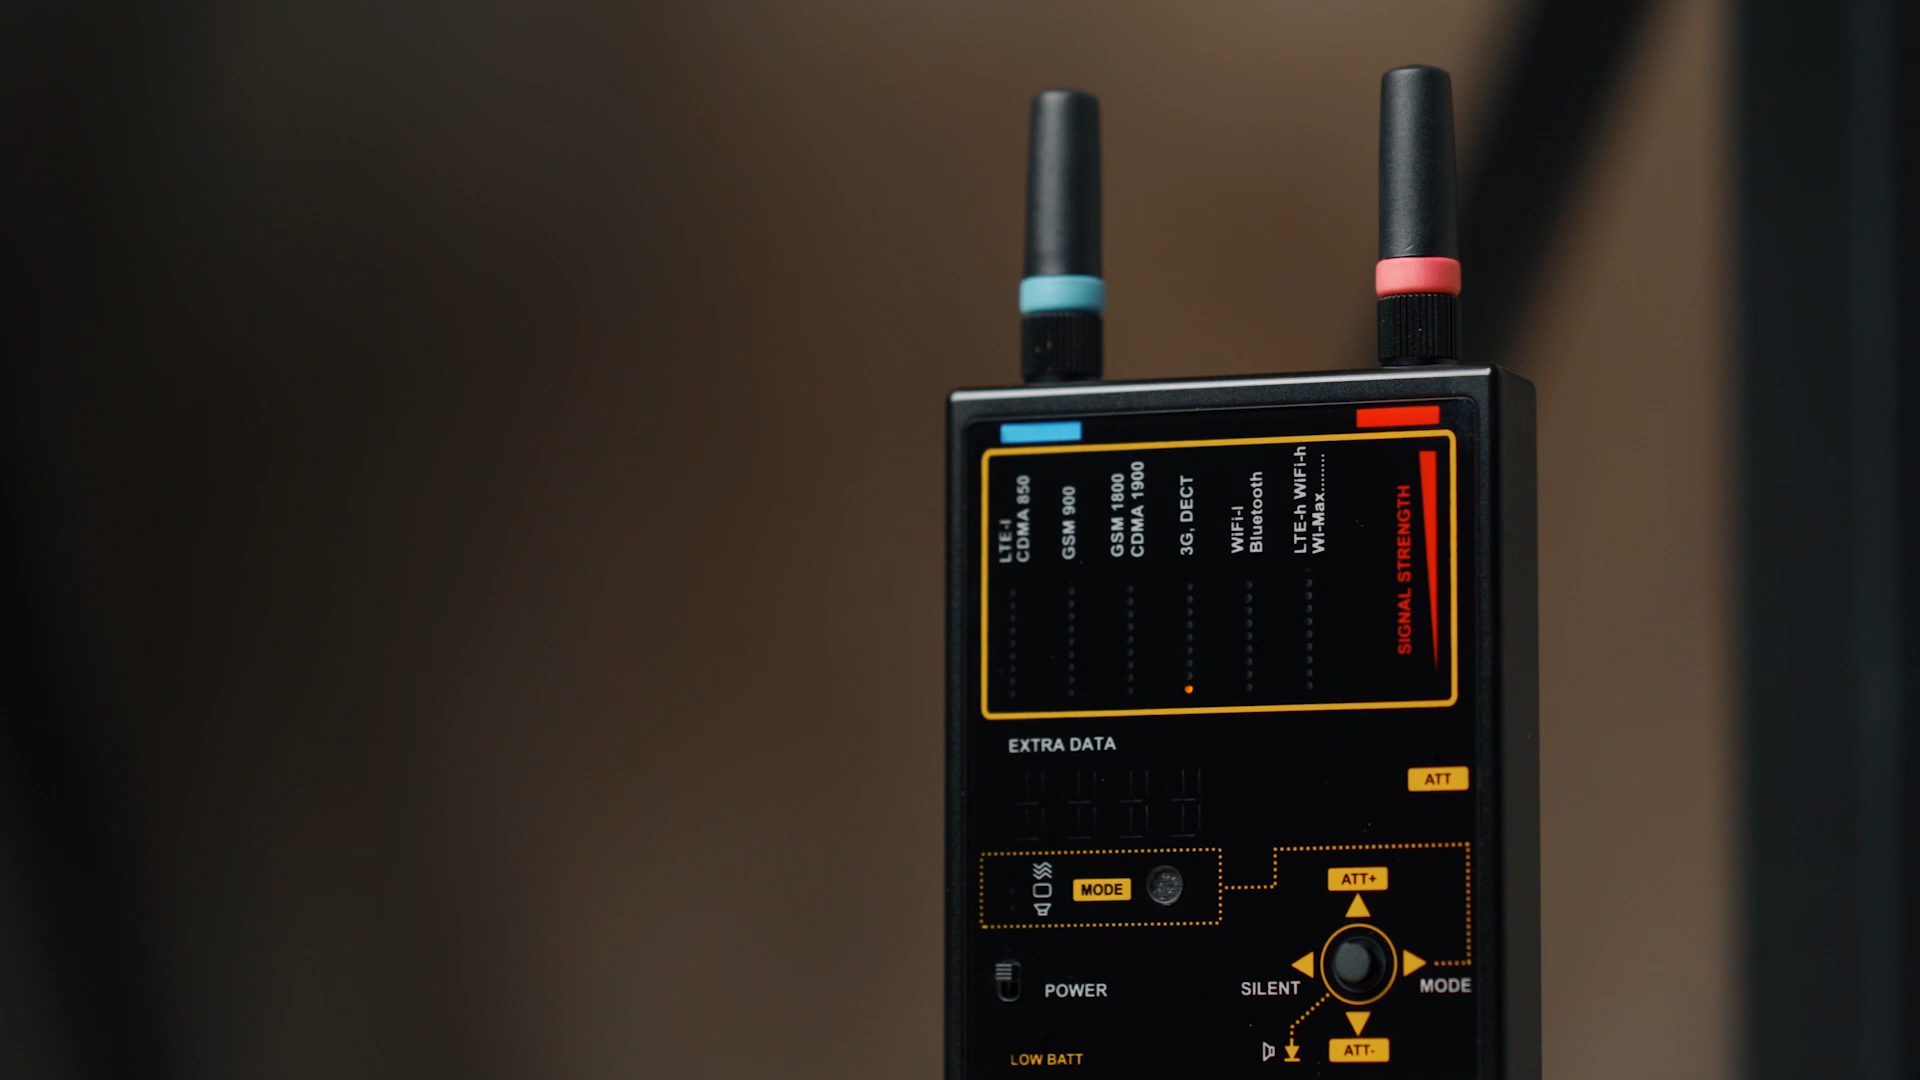 LTE-l
CDMA 850
GSM 900
GSM 1800
CDMA 1900
3G, DECT
WiFi-l
Bluetooth
LTE-h WiFi-h
Wi-Max........
SIGNAL STRENGTH
EXTRA DATA
ATT
MODE
ATT+
SILENT
MODE
POWER
ATT-
LOW BATT